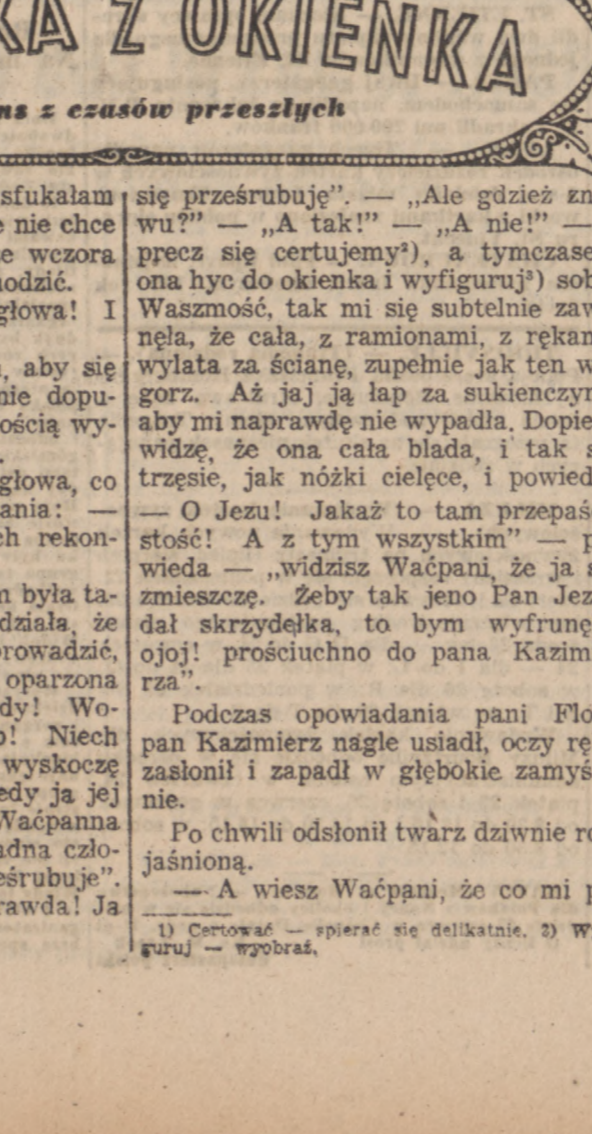 KA Z OKIENKA
ns z czasów przeszłych
sfukałam
e nie chce
e wczora
nodzić.
głowa! I
, aby się
nie dopu-
ością wy-
.
głowa, co
ania: —
ch rekon-
m była ta-
działa, że
prowadzić,
oparzona
dy! Wo-
o! Niech
wyskoczę
edy ja jej
Waćpanna
adna czło-
eśrubuje”.
rawda! Ja
się prześrubuję”. — „Ale gdzież zn
wu?” — „A tak!” — „A nie!” —
precz się certujemy²), a tymczase
ona hyc do okienka i wyfiguruj³) sob
Waszmość, tak mi się subtelnie zaw
nęła, że cała, z ramionami, z rękan
wylata za ścianę, zupełnie jak ten w
gorz.. Aż jaj ją łap za sukienczyn
aby mi naprawdę nie wypadła. Dopie
widzę, że ona cała blada, i tak s
trzęsie, jak nóżki cielęce, i powied
— O Jezu! Jakaż to tam przepaś
stość! A z tym wszystkim” — p
wieda — „widzisz Waćpani, że ja s
zmieszczę. Żeby tak jeno Pan Jez
dał skrzydełka, to bym wyfrunę
ojoj! prościuchno do pana Kazim
rza”.
Podczas opowiadania pani Flo
pan Kazimierz nagle usiadł, oczy rę
zasłonił i zapadł w głębokie zamyś
nie.
Po chwili odsłonił twarz dziwnie ro
jaśnioną.
— A wiesz Waćpani, że co mi p
1) Certować — spierać się delikatnie. 2) W
guruj — wyobraź.